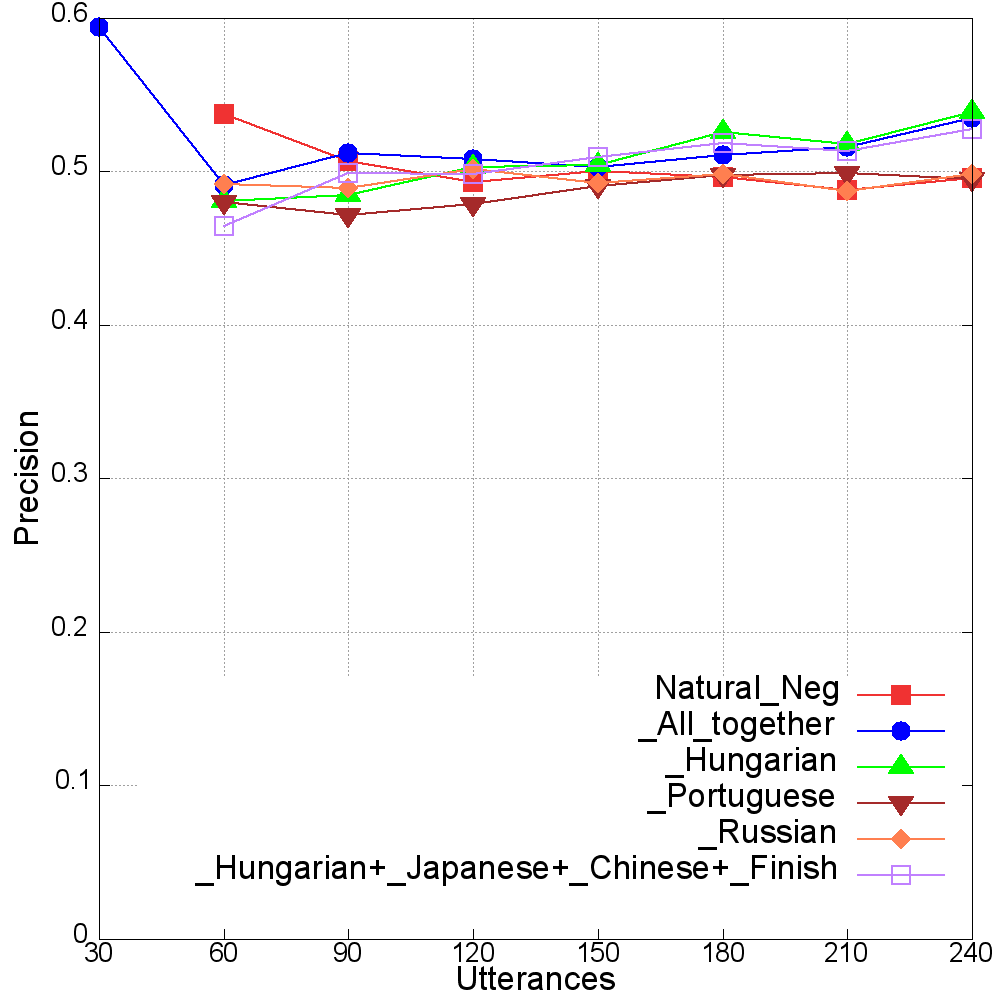 0.6
0.5
0.4
0.3
0.2
0.1
0
Precision
Natural_Neg
_All_together
_Hungarian
_Portuguese
_Russian
_Hungarian+_Japanese+_Chinese+_Finish
30 60 90 120 150 180 210 240
Utterances